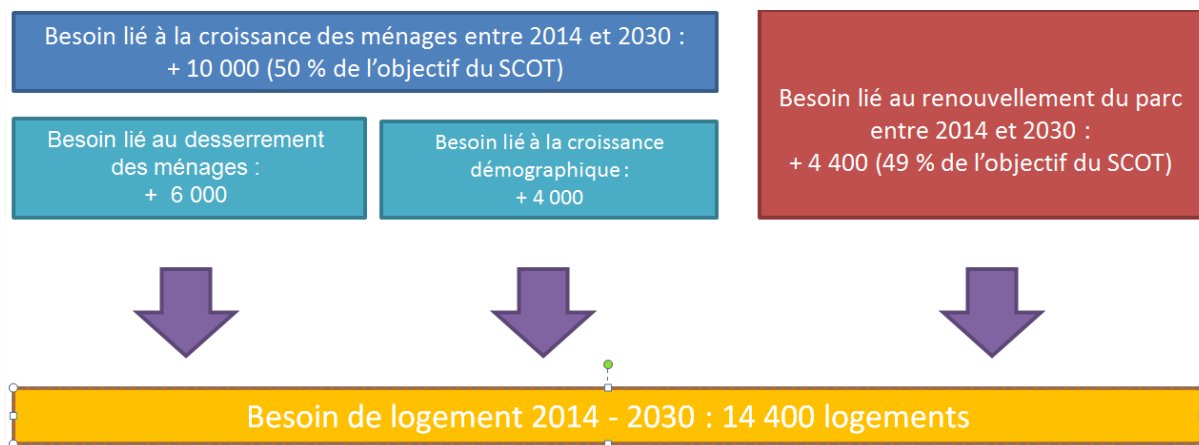 Besoin lié à la croissance des ménages entre 2014 et 2030 :
+ 10 000 (50 % de l'objectif du SCOT)
Besoin lié au desserrement
des ménages :
+ 6 000
Besoin lié à la croissance
démographique :
+ 4 000
Besoin lié au renouvellement du parc
entre 2014 et 2030 :
+ 4 400 (49 % de l'objectif du SCOT)
Besoin de logement 2014 - 2030 : 14 400 logements